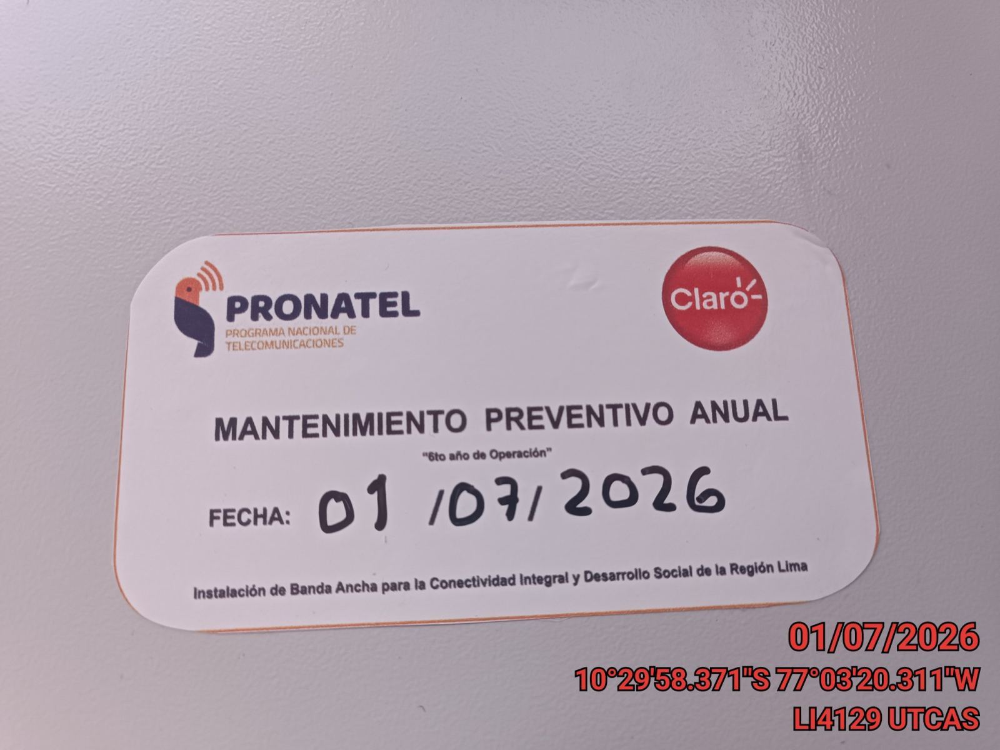 PRONATEL
PROGRAMA NACIONAL DE
TELECOMUNICACIONES
Claro
MANTENIMIENTO PREVENTIVO ANUAL
"6to año de Operación"
FECHA: 01/07/2026
Instalación de Banda Ancha para la Conectividad Integral y Desarrollo Social de la Región Lima
01/07/2026
10°29'58.371"S 77°03'20.311"W
LI4129 UTCAS